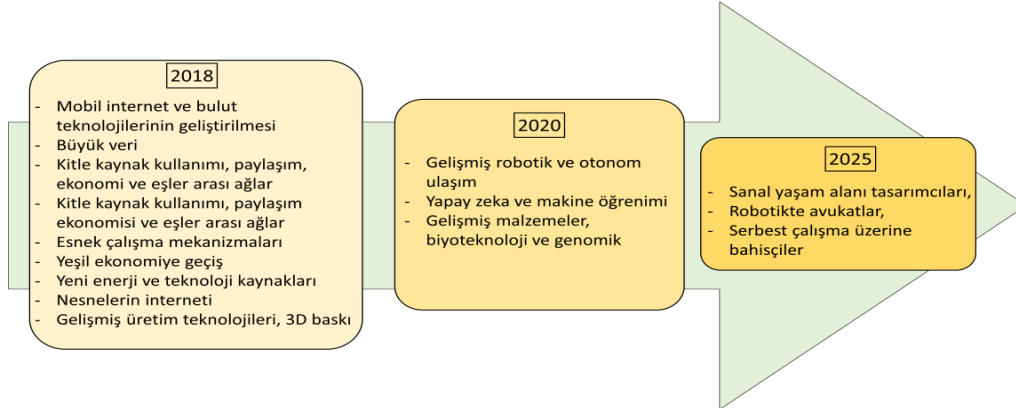 2018
- Mobil internet ve bulut
teknolojilerinin geliştirilmesi
- Büyük veri
- Kitle kaynak kullanımı, paylaşım,
ekonomi ve eşler arası ağlar
- Kitle kaynak kullanımı, paylaşım
ekonomisi ve eşler arası ağlar
- Esnek çalışma mekanizmaları
- Yeşil ekonomiye geçiş
- Yeni enerji ve teknoloji kaynakları
- Nesnelerin interneti
- Gelişmiş üretim teknolojileri, 3D baskı
2020
- Gelişmiş robotik ve otonom
ulaşım
- Yapay zeka ve makine öğrenimi
- Gelişmiş malzemeler,
biyoteknoloji ve genomik
2025
- Sanal yaşam alanı tasarımcıları,
- Robotikte avukatlar,
- Serbest çalışma üzerine
bahisçiler